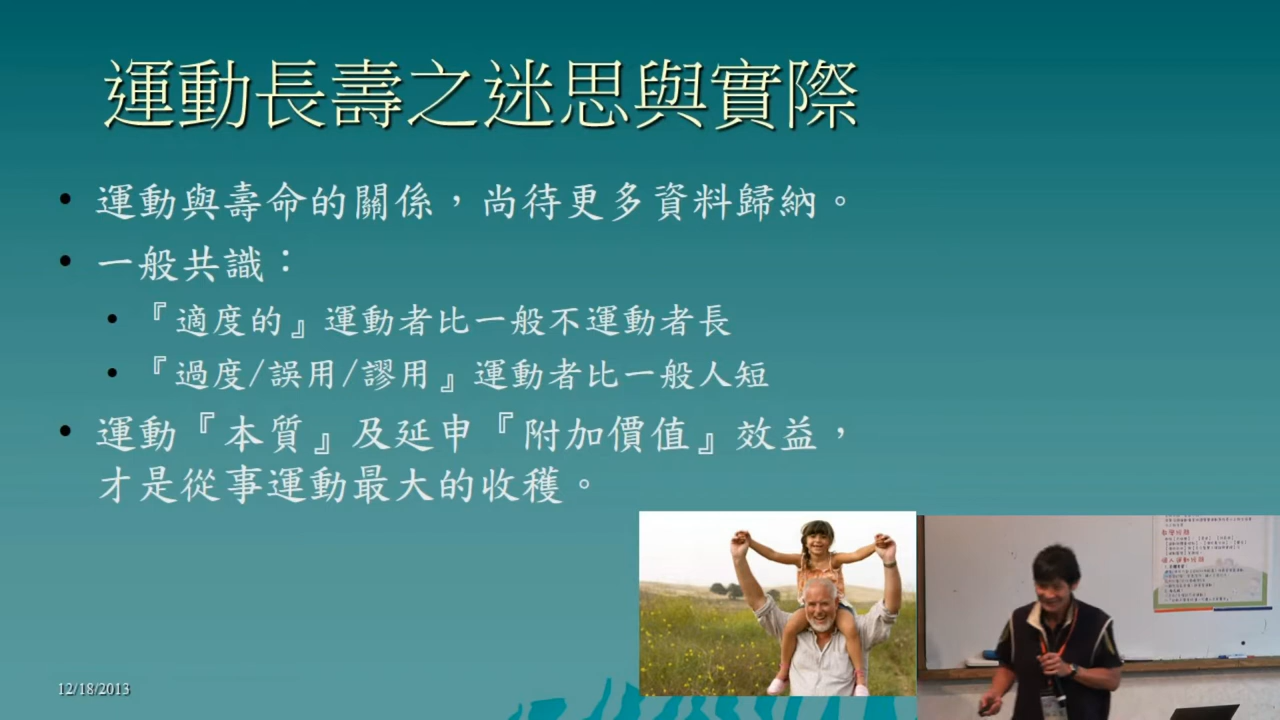 運動長壽之迷思與實際
• 運動與壽命的關係，尚待更多資料歸納。
• 一般共識：
• 『適度的』運動者比一般不運動者長
• 『過度/誤用/謬用』運動者比一般人短
• 運動『本質』及延申『附加價值』效益，
才是從事運動最大的收穫。
12/18/2013